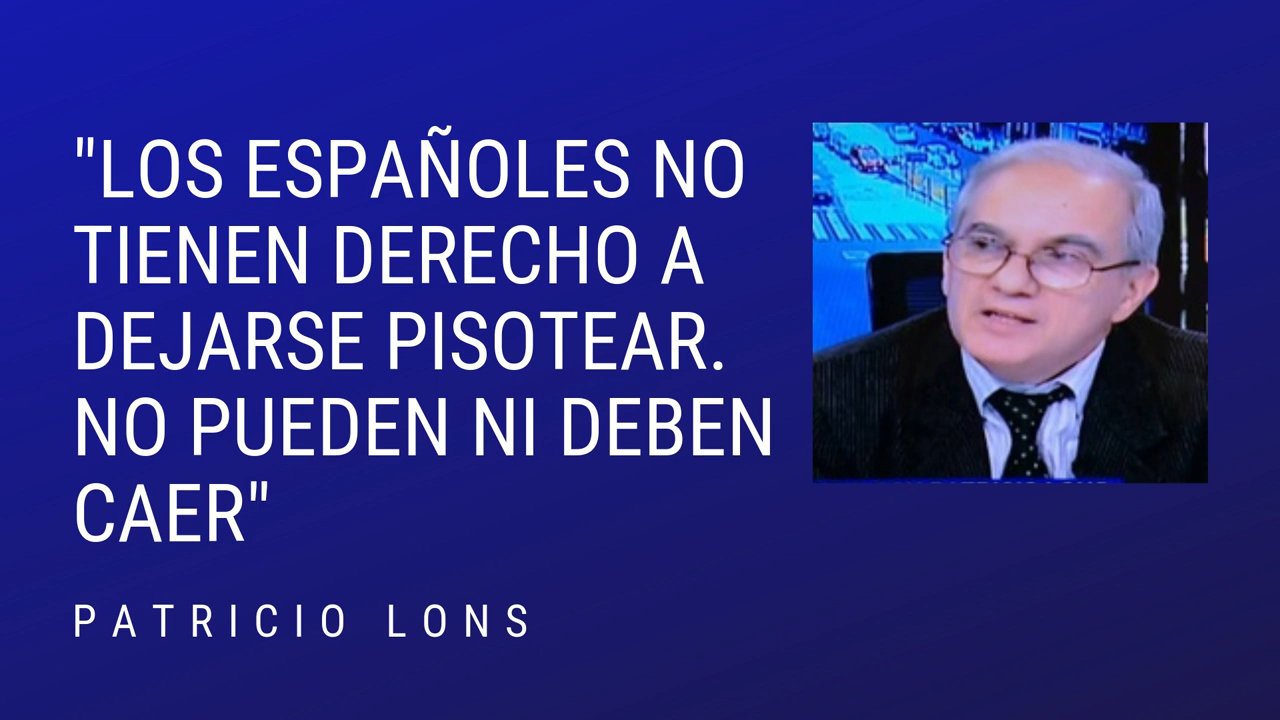 "LOS ESPAÑOLES NO
TIENEN DERECHO A
DEJARSE PISOTEAR.
NO PUEDEN NI DEBEN
CAER"
PATRICIO LONS